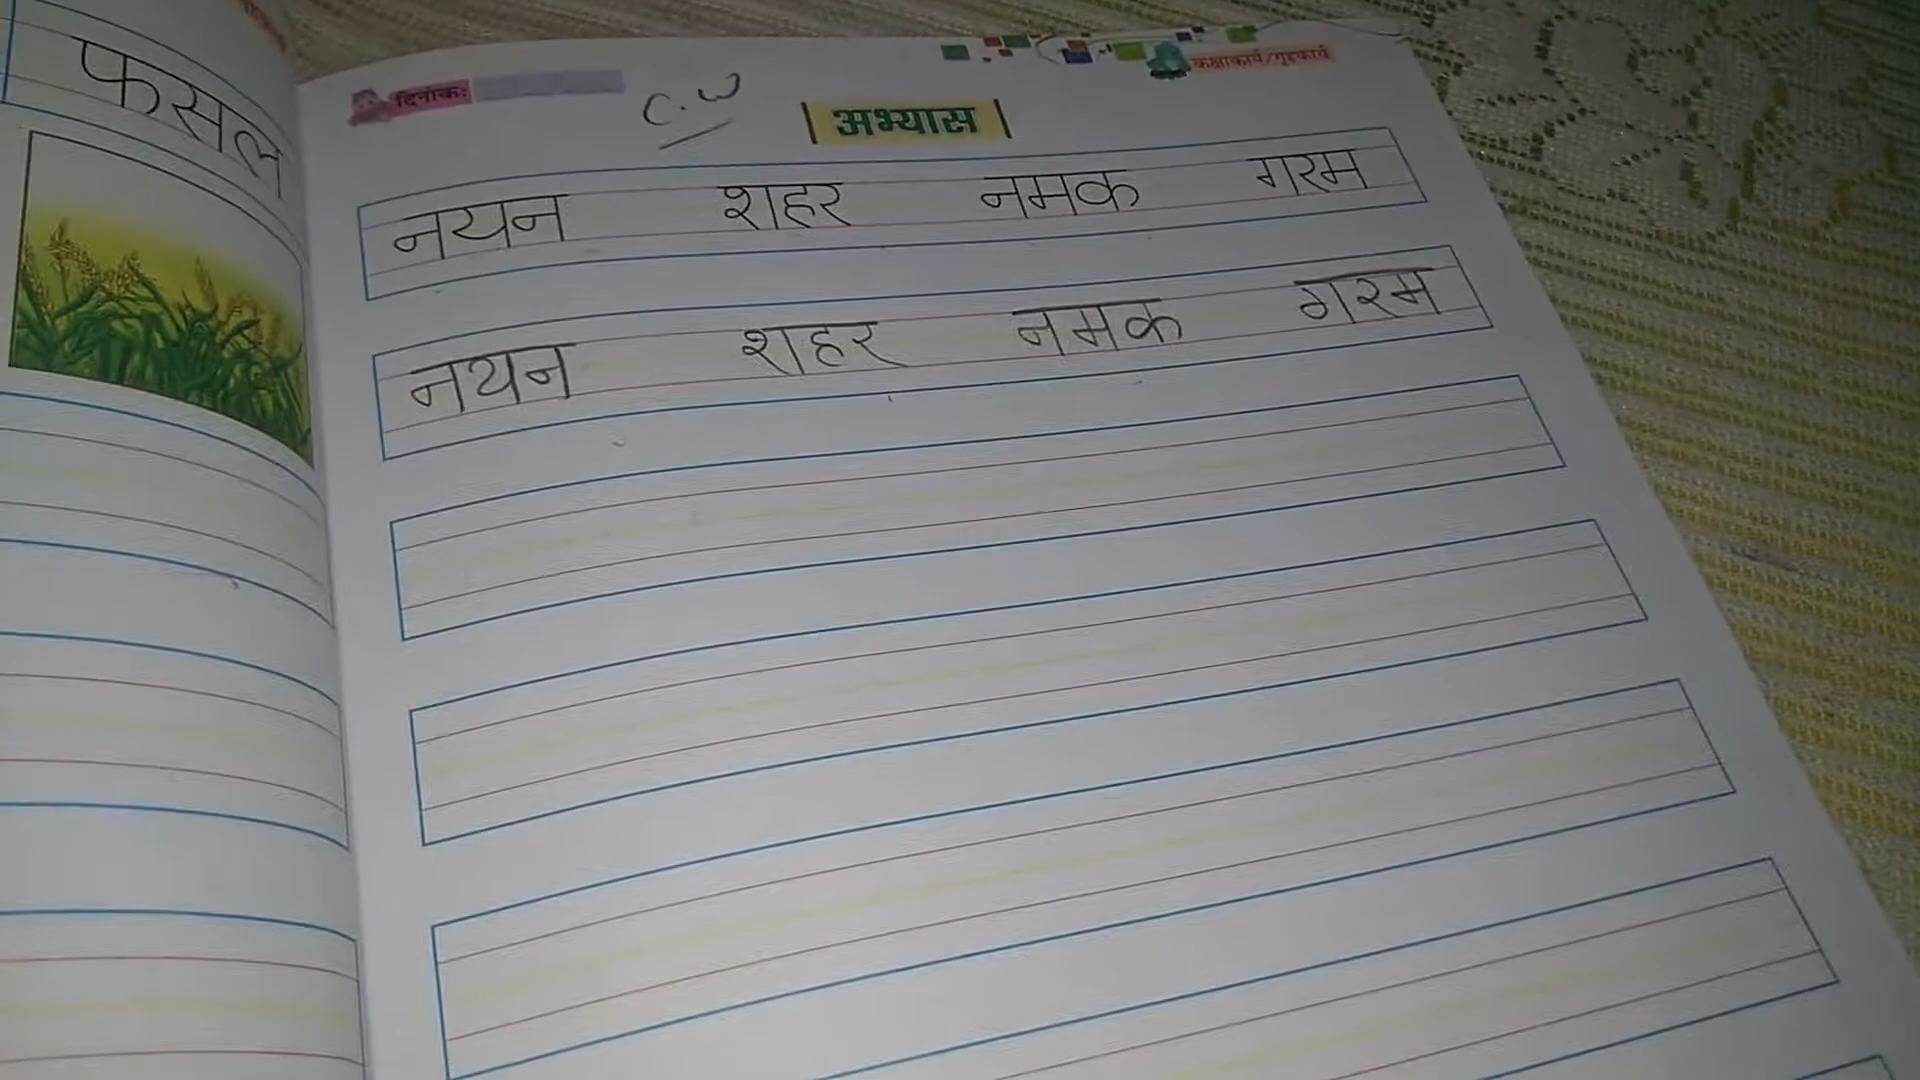 फसल
दिनांक:
C.W
कक्षाकार्य/गृहकार्य
अभ्यास
नयन शहर नमक गरम
नयन शहर नमक गरम